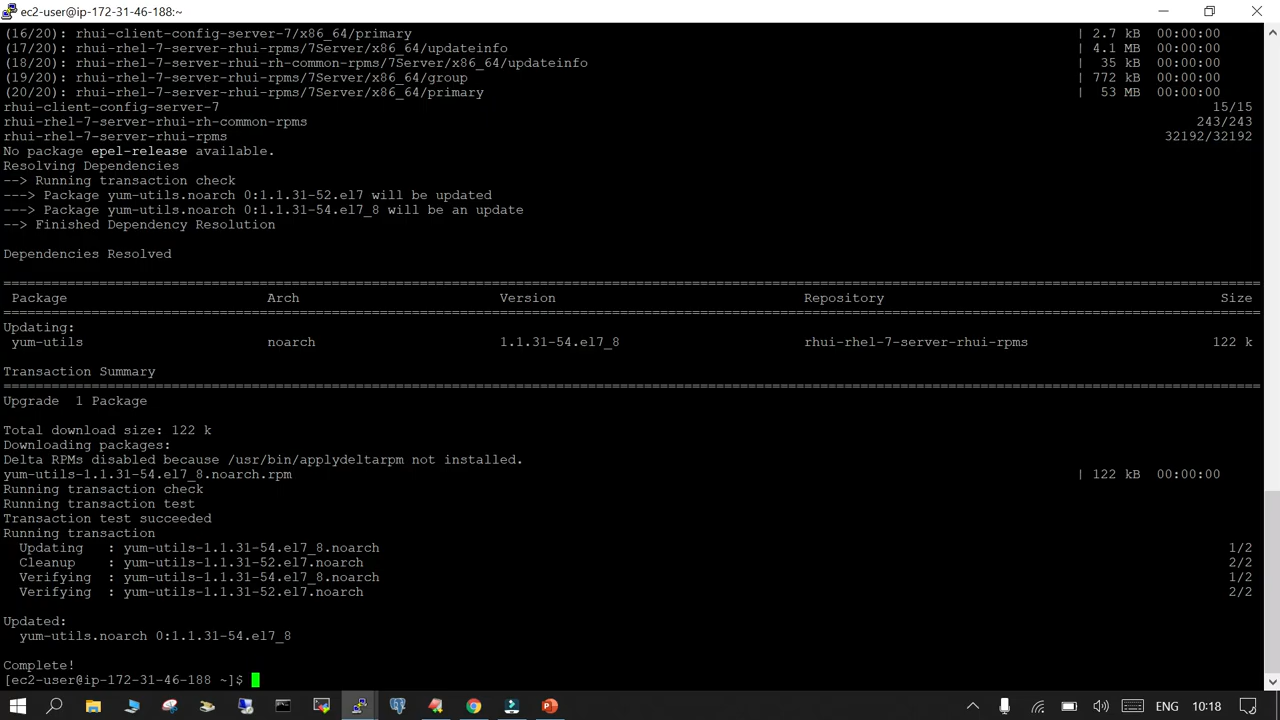 ec2-user@ip-172-31-46-188:~
(16/20): rhui-client-config-server-7/x86_64/primary | 2.7 kB 00:00:00
(17/20): rhui-rhel-7-server-rhui-rpms/7Server/x86_64/updateinfo | 4.1 MB 00:00:00
(18/20): rhui-rhel-7-server-rhui-rh-common-rpms/7Server/x86_64/updateinfo | 35 kB 00:00:00
(19/20): rhui-rhel-7-server-rhui-rpms/7Server/x86_64/group | 772 kB 00:00:00
(20/20): rhui-rhel-7-server-rhui-rpms/7Server/x86_64/primary | 53 MB 00:00:00
rhui-client-config-server-7 15/15
rhui-rhel-7-server-rhui-rh-common-rpms 243/243
rhui-rhel-7-server-rhui-rpms 32192/32192
No package epel-release available.
Resolving Dependencies
--> Running transaction check
---> Package yum-utils.noarch 0:1.1.31-52.el7 will be updated
---> Package yum-utils.noarch 0:1.1.31-54.el7_8 will be an update
--> Finished Dependency Resolution
Dependencies Resolved
Package Arch Version Repository Size
Updating:
yum-utils noarch 1.1.31-54.el7_8 rhui-rhel-7-server-rhui-rpms 122 k
Transaction Summary
Upgrade 1 Package
Total download size: 122 k
Downloading packages:
Delta RPMs disabled because /usr/bin/applydeltarpm not installed.
yum-utils-1.1.31-54.el7_8.noarch.rpm | 122 kB 00:00:00
Running transaction check
Running transaction test
Transaction test succeeded
Running transaction
Updating : yum-utils-1.1.31-54.el7_8.noarch 1/2
Cleanup : yum-utils-1.1.31-52.el7.noarch 2/2
Verifying : yum-utils-1.1.31-54.el7_8.noarch 1/2
Verifying : yum-utils-1.1.31-52.el7.noarch 2/2
Updated:
yum-utils.noarch 0:1.1.31-54.el7_8
Complete!
[ec2-user@ip-172-31-46-188 ~]$
ENG 10:18